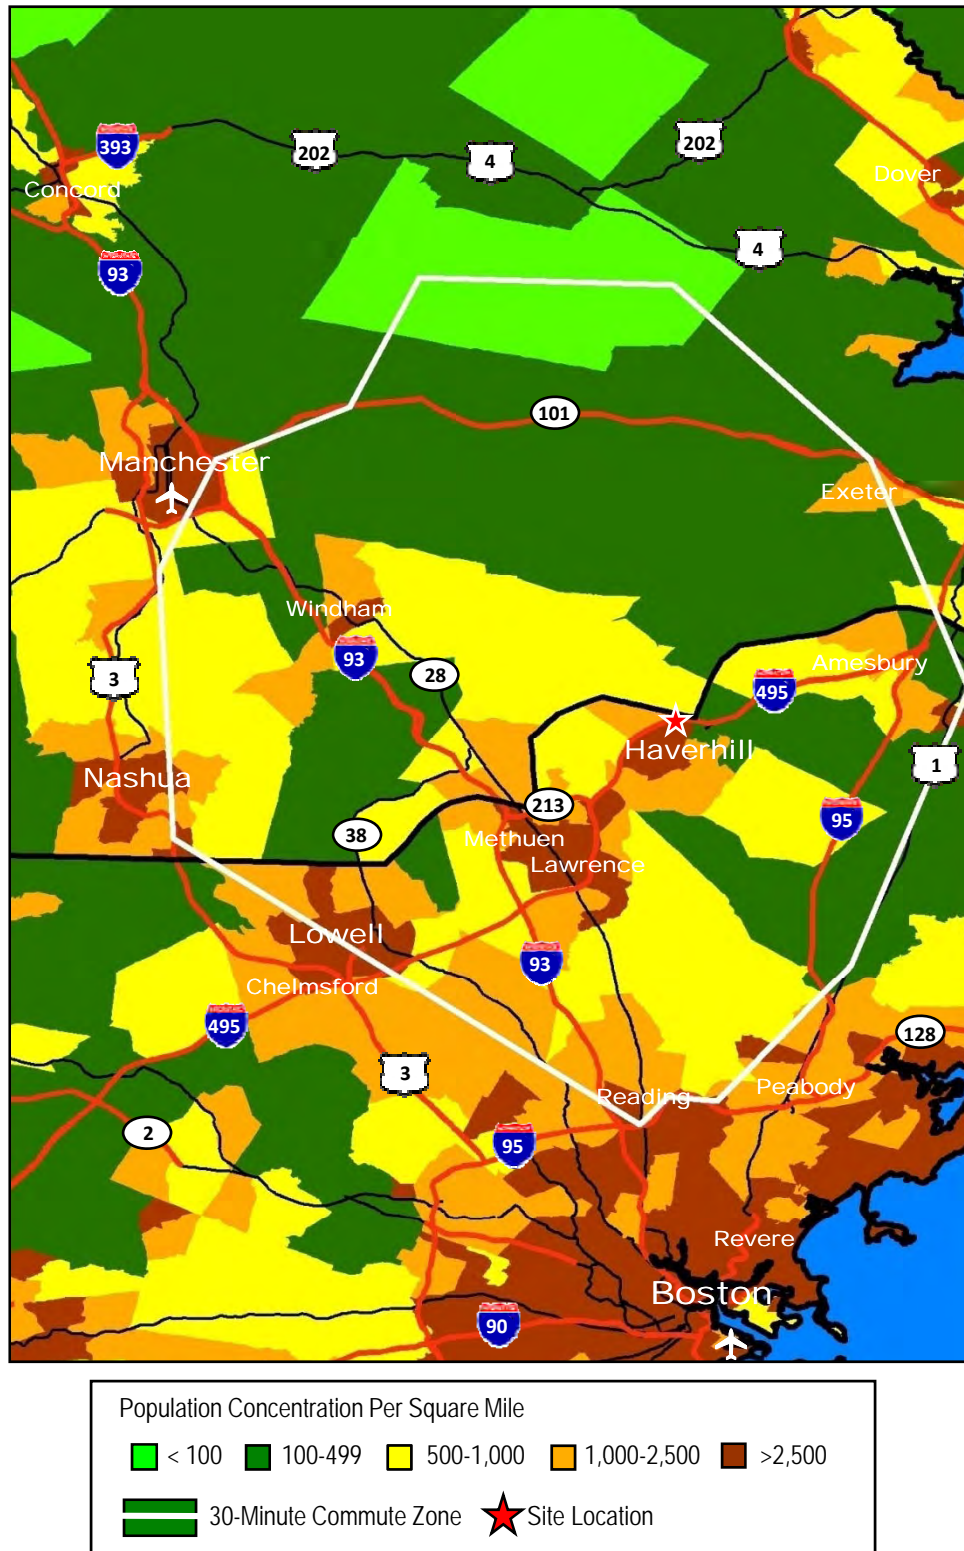 393
202
4
202
Concord
Dover
93
4
101
Manchester
Exeter
Windham
93
28
3
495
Amesbury
Haverhill
1
Nashua
213
95
38
Methuen
Lawrence
Lowell
93
Chelmsford
495
128
3
Reading
Peabody
2
95
Revere
Boston
90
Population Concentration Per Square Mile
< 100 100-499 500-1,000 1,000-2,500 >2,500
30-Minute Commute Zone Site Location